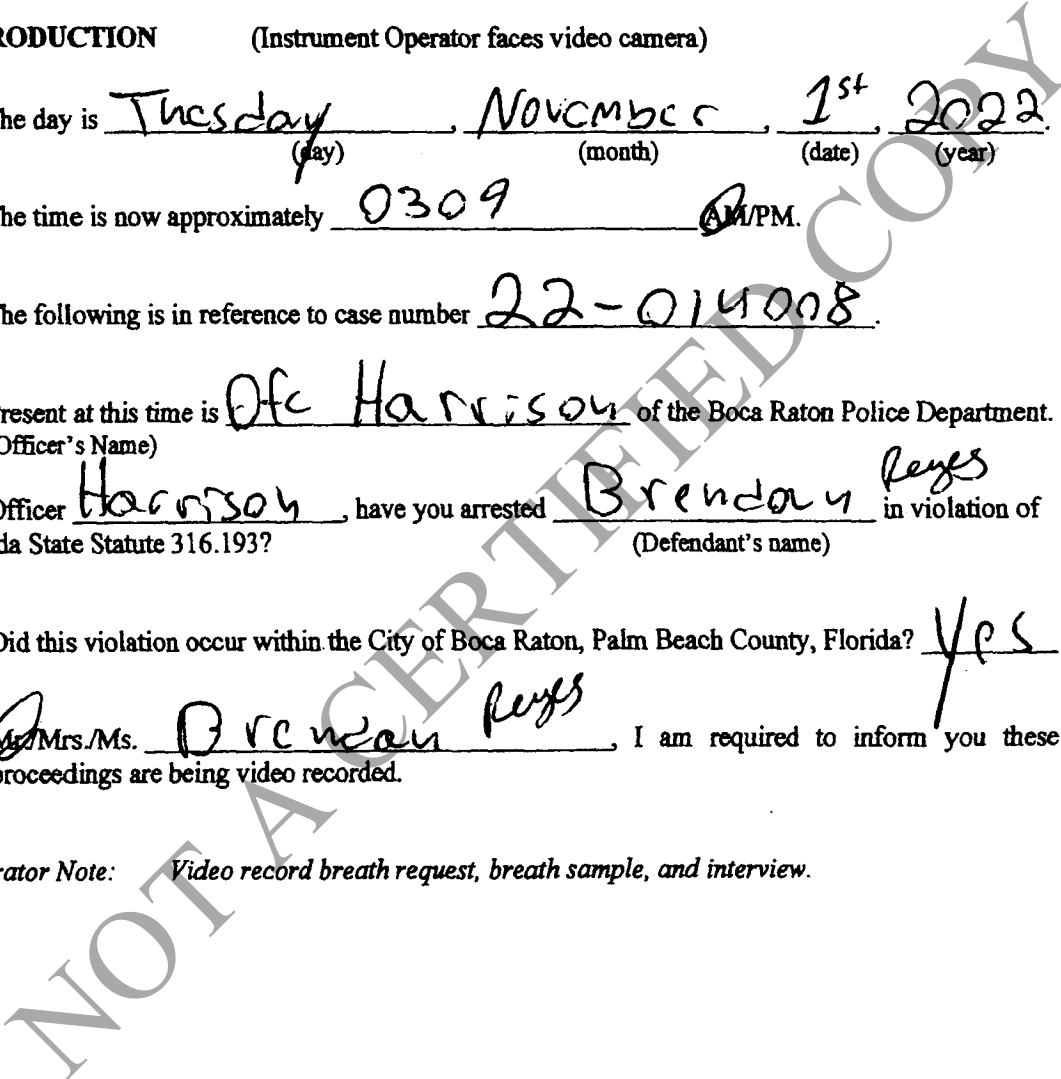 RODUCTION (Instrument Operator faces video camera)
he day is Tuesday, November, 1st, 2022.
(day) (month) (date) (year)
he time is now approximately 0309 AM/PM.
he following is in reference to case number 22-014008.
resent at this time is Ofc Harrison of the Boca Raton Police Department.
Officer's Name)
Reyes
Officer Harrison, have you arrested Brendan in violation of
da State Statute 316.193? (Defendant's name)
Did this violation occur within the City of Boca Raton, Palm Beach County, Florida? Yes
Reyes
Mr./Mrs./Ms. Brendan, I am required to inform you these
proceedings are being video recorded.
rator Note: Video record breath request, breath sample, and interview.
NOT A CERTIFIED COPY